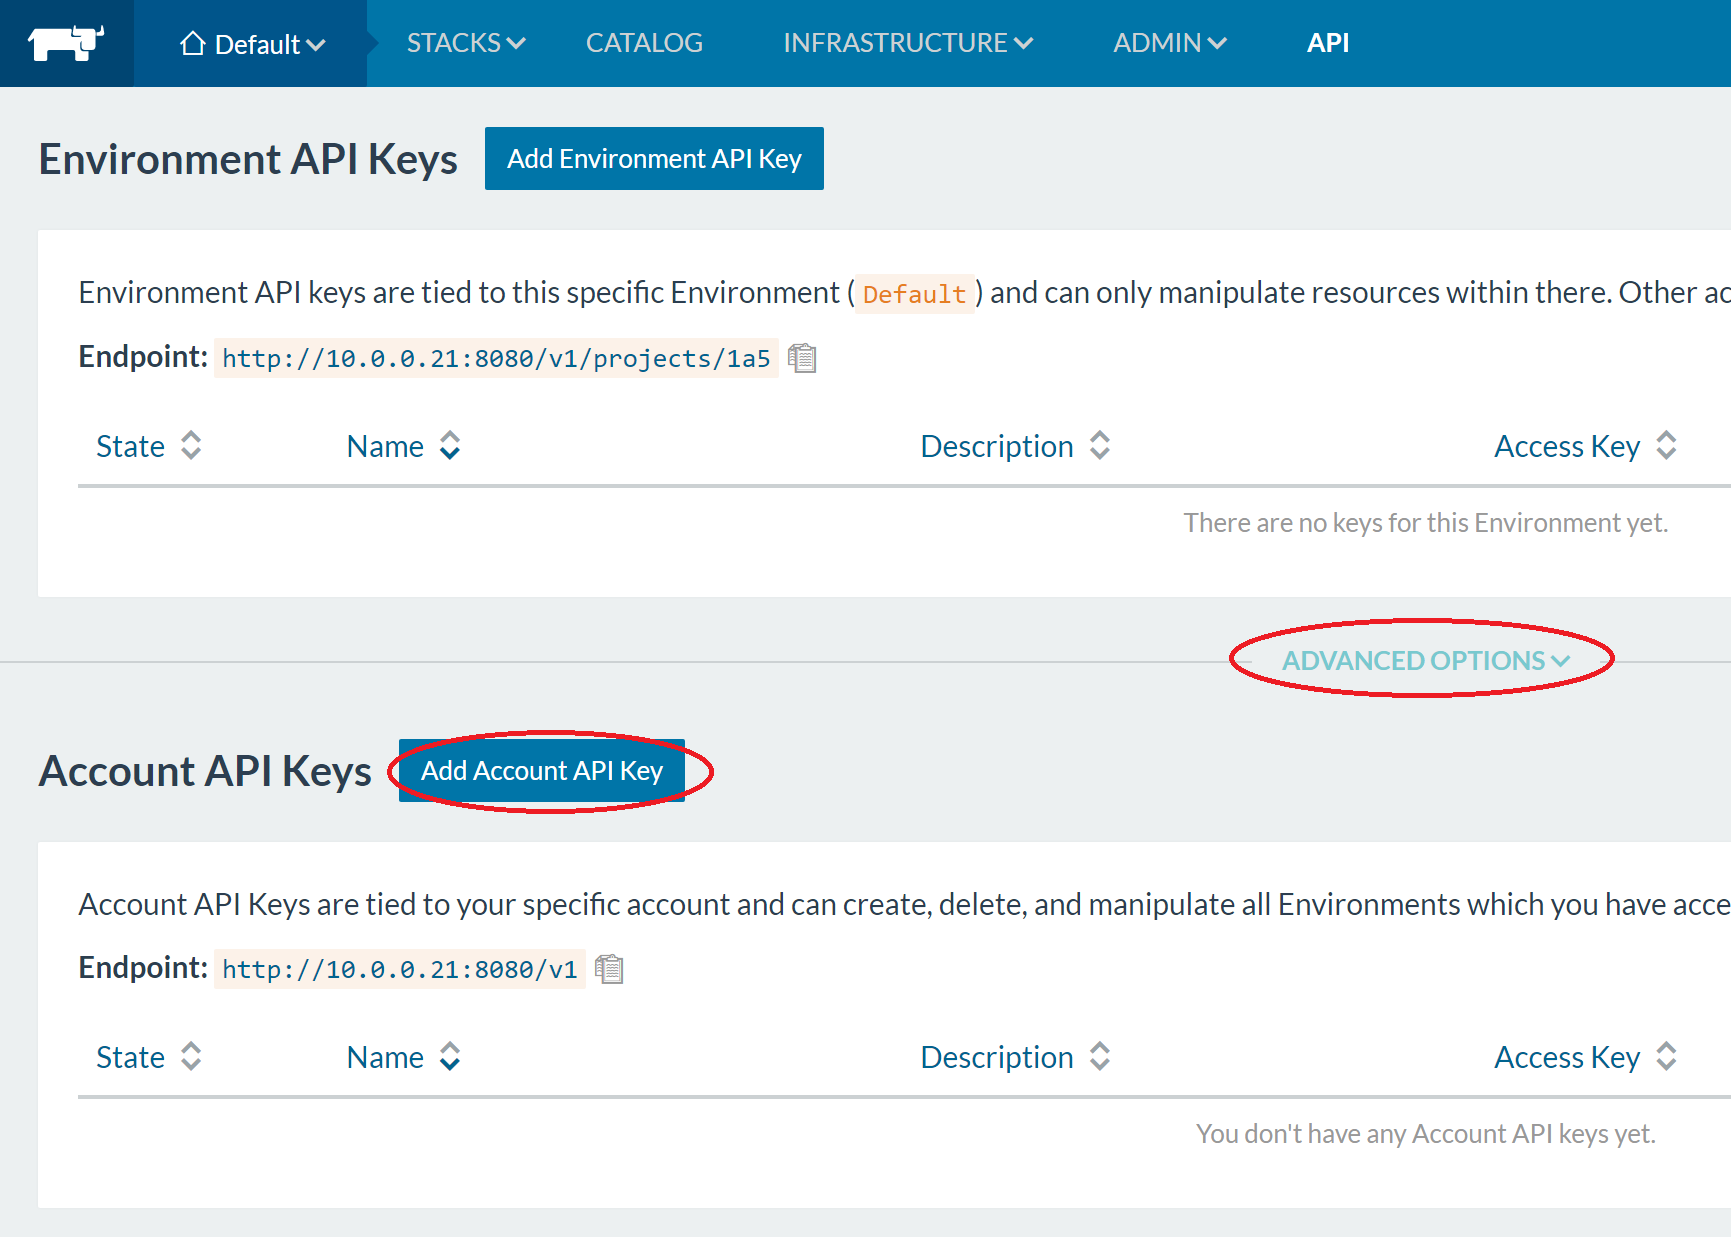 Default STACKS CATALOG INFRASTRUCTURE ADMIN API
Environment API Keys Add Environment API Key
Environment API keys are tied to this specific Environment ( Default ) and can only manipulate resources within there. Other
Endpoint: http://10.0.0.21:8080/v1/projects/1a5
State Name Description Access Key
There are no keys for this Environment yet.
ADVANCED OPTIONS
Account API Keys Add Account API Key
Account API Keys are tied to your specific account and can create, delete, and manipulate all Environments which you have
Endpoint: http://10.0.0.21:8080/v1
State Name Description Access Key
You don't have any Account API keys yet.